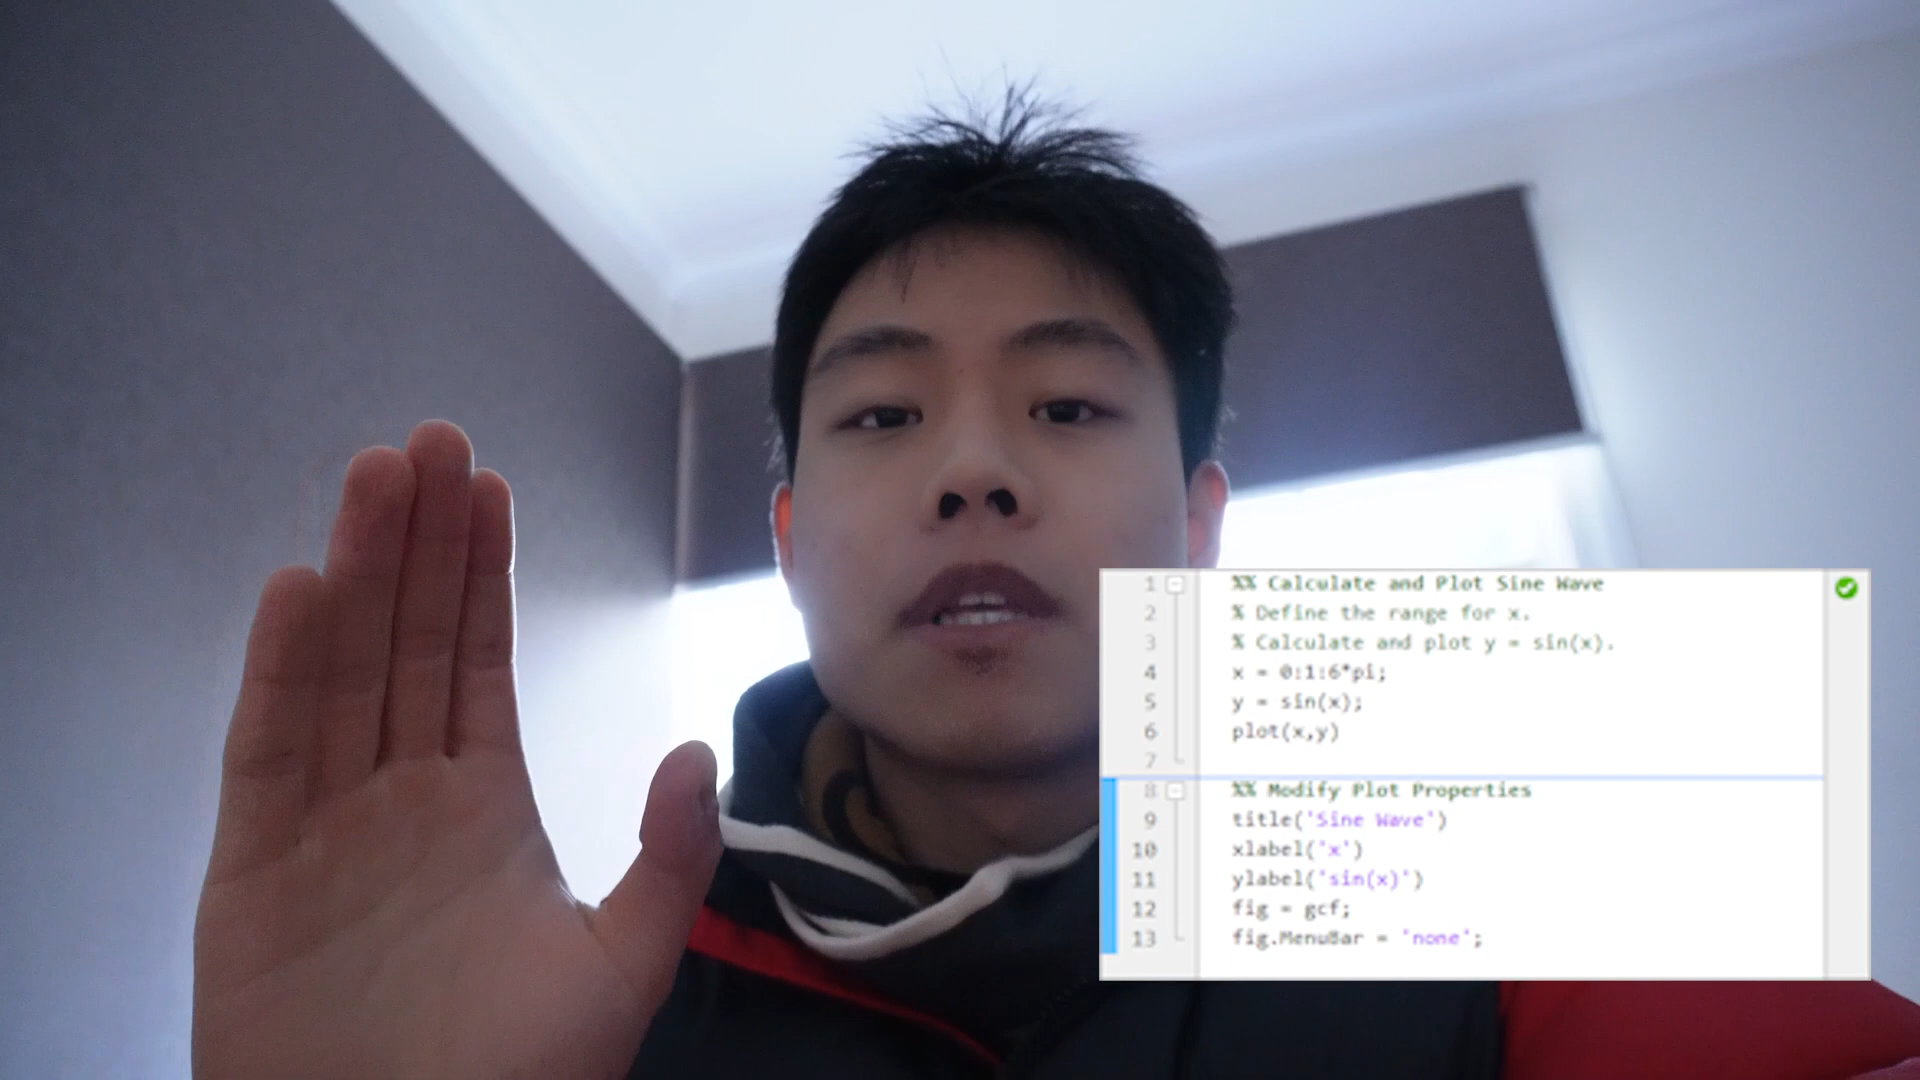 1 %% Calculate and Plot Sine Wave
2 % Define the range for x.
3 % Calculate and plot y = sin(x).
4 x = 0:1:6*pi;
5 y = sin(x);
6 plot(x,y)
7
8 %% Modify Plot Properties
9 title('Sine Wave')
10 xlabel('x')
11 ylabel('sin(x)')
12 fig = gcf;
13 fig.MenuBar = 'none';